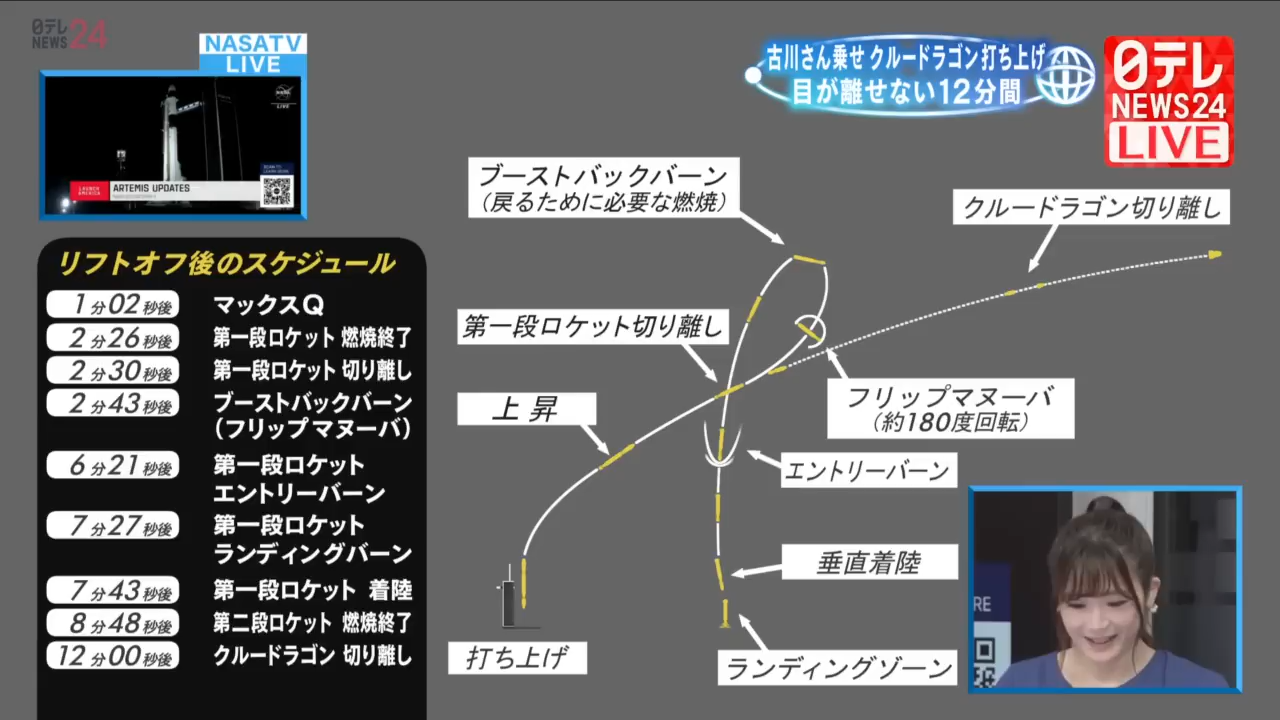 日テレ
NEWS24
NASATV
LIVE
LIVE
LAUNCH
AMERICA
ARTEMIS UPDATES
SCAN TO
LEARN MORE
古川さん乗せ クルードラゴン打ち上げ
目が離せない12分間
日テレ
NEWS24
LIVE
リフトオフ後のスケジュール
1分02秒後 マックスQ
2分26秒後 第一段ロケット 燃焼終了
2分30秒後 第一段ロケット 切り離し
2分43秒後 ブーストバックバーン
（フリップマヌーバ）
6分21秒後 第一段ロケット
エントリーバーン
7分27秒後 第一段ロケット
ランディングバーン
7分43秒後 第一段ロケット 着陸
8分48秒後 第二段ロケット 燃焼終了
12分00秒後 クルードラゴン 切り離し
ブーストバックバーン
（戻るために必要な燃焼）
クルードラゴン切り離し
第一段ロケット切り離し
上昇
フリップマヌーバ
（約180度回転）
エントリーバーン
垂直着陸
打ち上げ
ランディングゾーン
RE